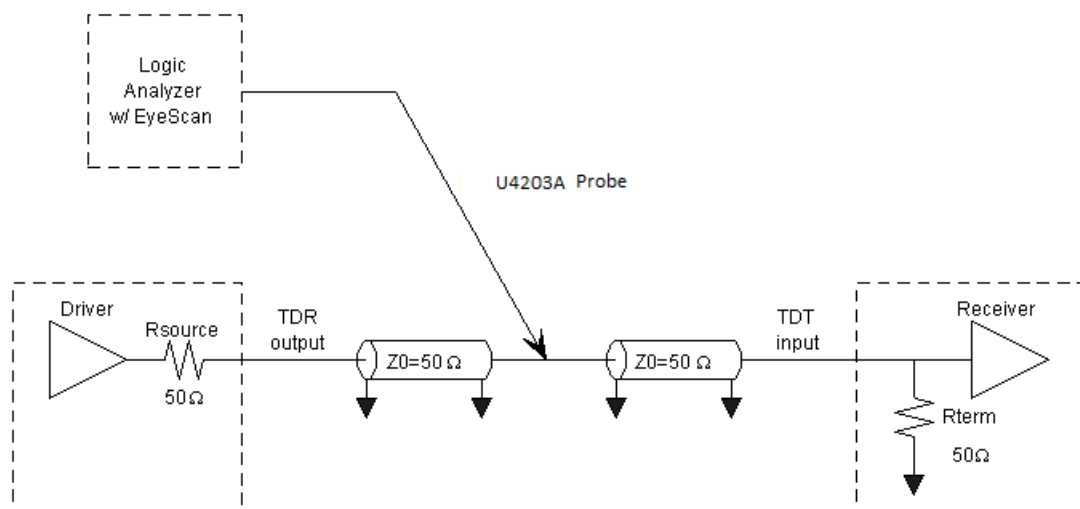 Logic
Analyzer
w/ EyeScan
U4203A Probe
Driver
Rsource
50Ω
TDR
output
Z0=50 Ω
Z0=50 Ω
TDT
input
Receiver
Rterm
50Ω